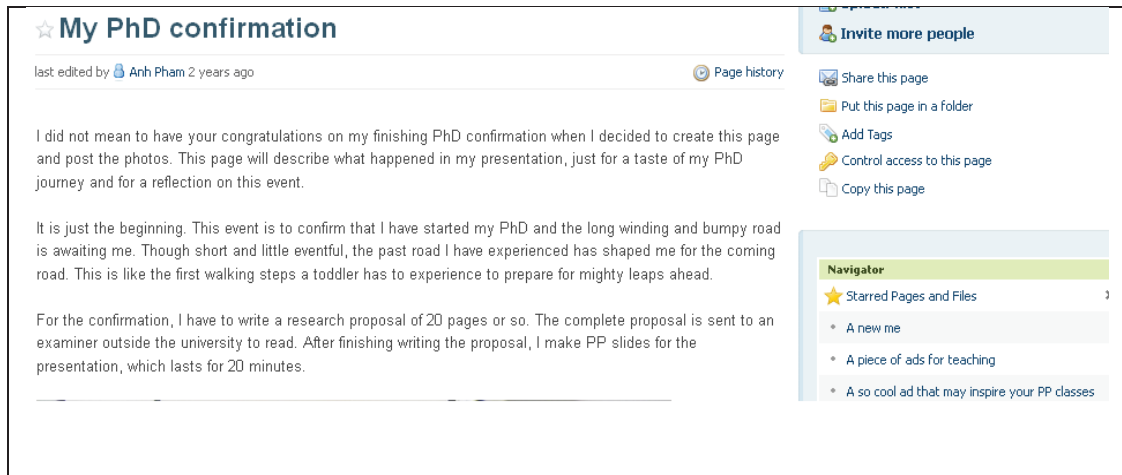 My PhD confirmation
last edited by Anh Pham 2 years ago
Page history
I did not mean to have your congratulations on my finishing PhD confirmation when I decided to create this page
and post the photos. This page will describe what happened in my presentation, just for a taste of my PhD
journey and for a reflection on this event.
It is just the beginning. This event is to confirm that I have started my PhD and the long winding and bumpy road
is awaiting me. Though short and little eventful, the past road I have experienced has shaped me for the coming
road. This is like the first walking steps a toddler has to experience to prepare for mighty leaps ahead.
For the confirmation, I have to write a research proposal of 20 pages or so. The complete proposal is sent to an
examiner outside the university to read. After finishing writing the proposal, I make PP slides for the
presentation, which lasts for 20 minutes.
Invite more people
Share this page
Put this page in a folder
Add Tags
Control access to this page
Copy this page
Navigator
Starred Pages and Files
A new me
A piece of ads for teaching
A so cool ad that may inspire your PP classes